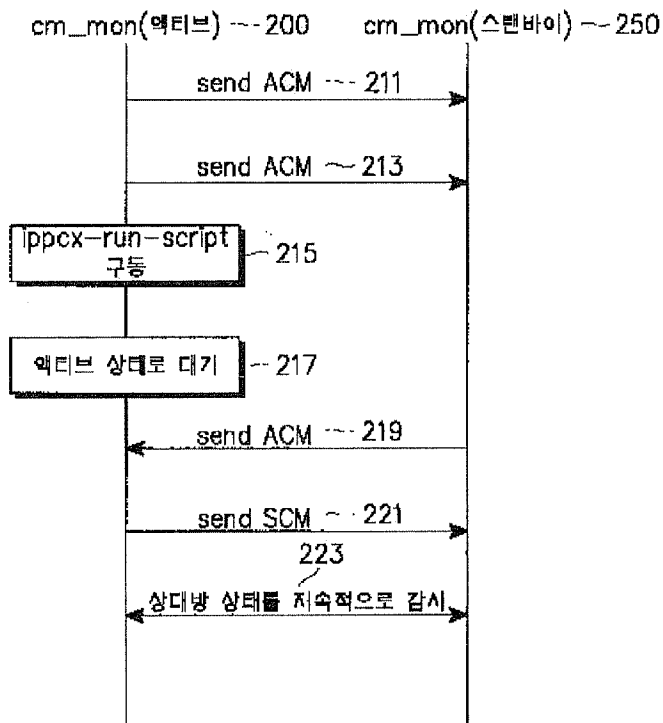 cm_mon(액티브) 200 cm_mon(스탠바이) 250
send ACM 211
send ACM 213
ippcx-run-script
구동
215
액티브 상태로 대기 217
send ACM 219
send SCM 221
223
상대방 상태를 지속적으로 감시